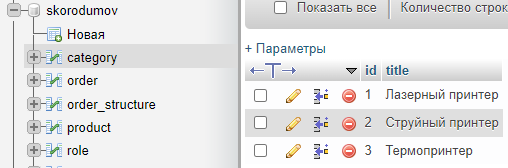 skorodumov
Новая
category
order
order_structure
product
role
Показать все
Количество строк
+ Параметры
id title
1 Лазерный принтер
2 Струйный принтер
3 Термопринтер